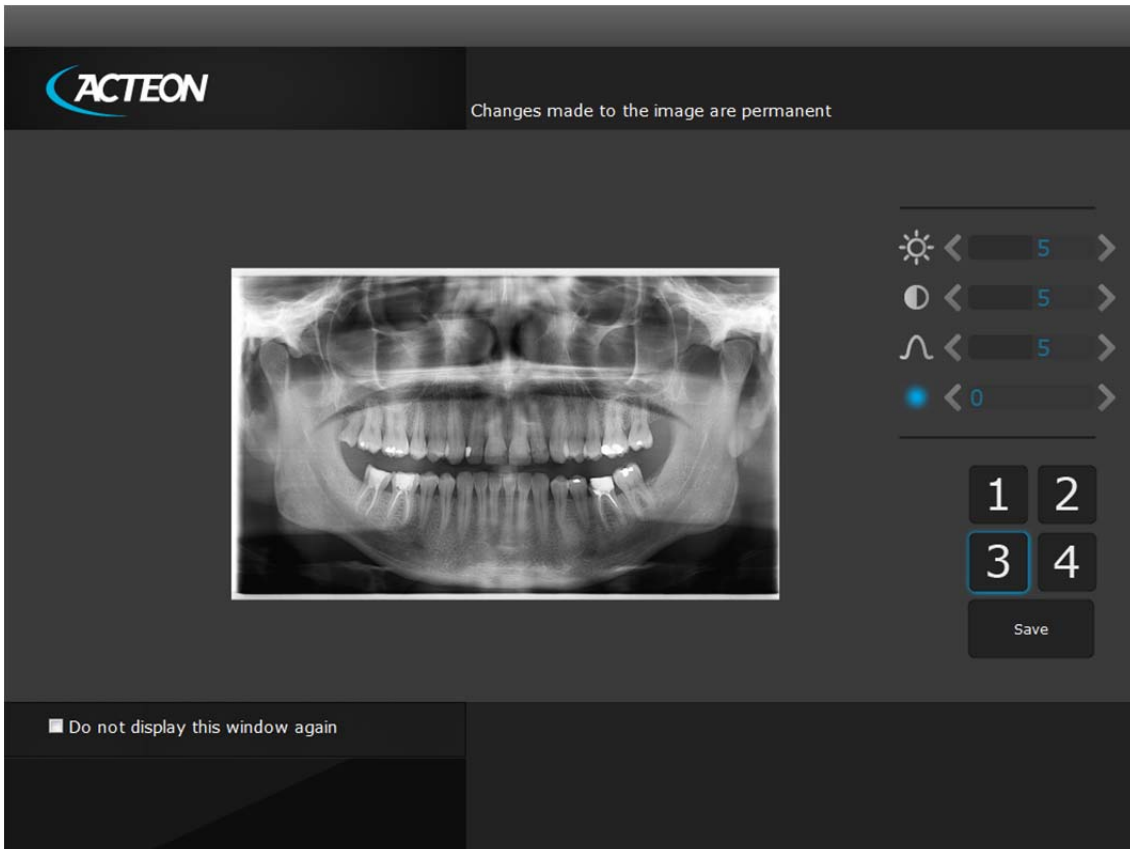 ACTEON
Changes made to the image are permanent
5
5
5
0
1 2
3 4
Save
Do not display this window again